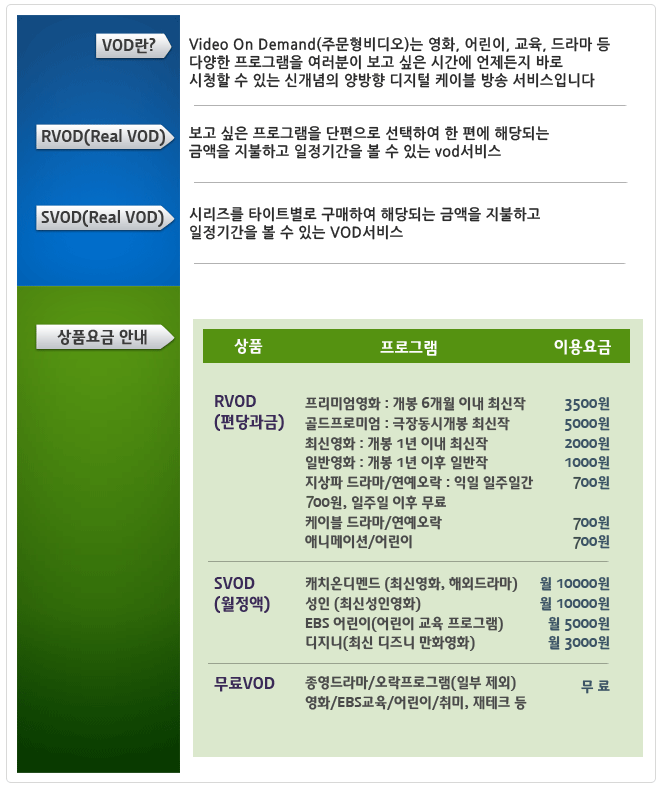 VOD란?
Video On Demand(주문형비디오)는 영화, 어린이, 교육, 드라마 등
다양한 프로그램을 여러분이 보고 싶은 시간에 언제든지 바로
시청할 수 있는 신개념의 양방향 디지털 케이블 방송 서비스입니다
RVOD(Real VOD)
보고 싶은 프로그램을 단편으로 선택하여 한 편에 해당되는
금액을 지불하고 일정기간을 볼 수 있는 vod서비스
SVOD(Real VOD)
시리즈를 타이트별로 구매하여 해당되는 금액을 지불하고
일정기간을 볼 수 있는 VOD서비스
상품요금 안내
상품 프로그램 이용요금
RVOD
(편당과금)
프리미엄영화 : 개봉 6개월 이내 최신작 3500원
골드프로미엄 : 극장동시개봉 최신작 5000원
최신영화 : 개봉 1년 이내 최신작 2000원
일반영화 : 개봉 1년 이후 일반작 1000원
지상파 드라마/연예오락 : 익일 일주일간 700원
700원, 일주일 이후 무료
케이블 드라마/연예오락 700원
애니메이션/어린이 700원
SVOD
(월정액)
캐치온디멘드 (최신영화, 해외드라마) 월 10000원
성인 (최신성인영화) 월 10000원
EBS 어린이(어린이 교육 프로그램) 월 5000원
디지니(최신 디즈니 만화영화) 월 3000원
무료VOD
종영드라마/오락프로그램(일부 제외) 무 료
영화/EBS교육/어린이/취미, 재테크 등